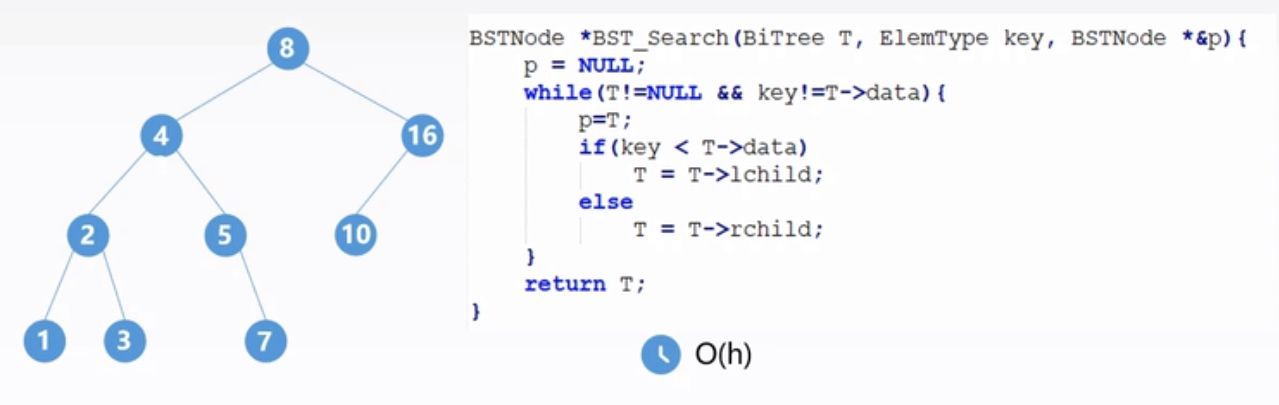 8
4
16
2
5
10
1
3
7
BSTNode *BST_Search(BiTree T, ElemType key, BSTNode *&p){
    p = NULL;
    while(T!=NULL && key!=T->data){
        p=T;
        if(key < T->data)
            T = T->lchild;
        else
            T = T->rchild;
    }
    return T;
}
O(h)